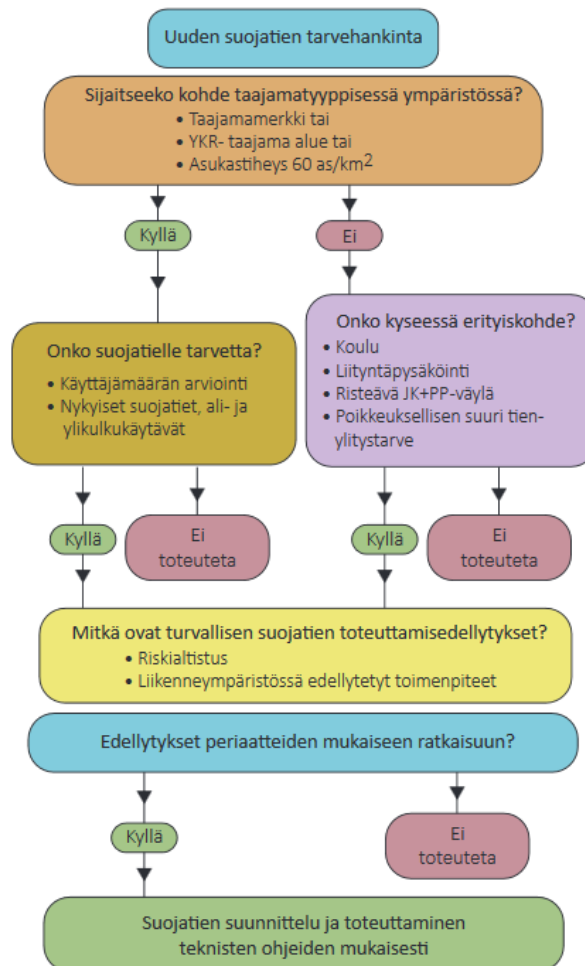 Uuden suojatien tarvehankinta
Sijaitseeko kohde taajamatyyppisessä ympäristössä?
• Taajamamerkki tai
• YKR- taajama alue tai
• Asukastiheys 60 as/km²
Kyllä
Ei
Onko suojatielle tarvetta?
• Käyttäjämäärän arviointi
• Nykyiset suojatiet, ali- ja
ylikulkukäytävät
Onko kyseessä erityiskohde?
• Koulu
• Liityntäpysäköinti
• Risteävä JK+PP-väylä
• Poikkeuksellisen suuri tien-
ylitystarve
Kyllä
Ei
toteuteta
Kyllä
Ei
toteuteta
Mitkä ovat turvallisen suojatien toteuttamisedellytykset?
• Riskialtistus
• Liikenneympäristössä edellytetyt toimenpiteet
Edellytykset periaatteiden mukaiseen ratkaisuun?
Kyllä
Ei
toteuteta
Suojatien suunnittelu ja toteuttaminen
teknisten ohjeiden mukaisesti